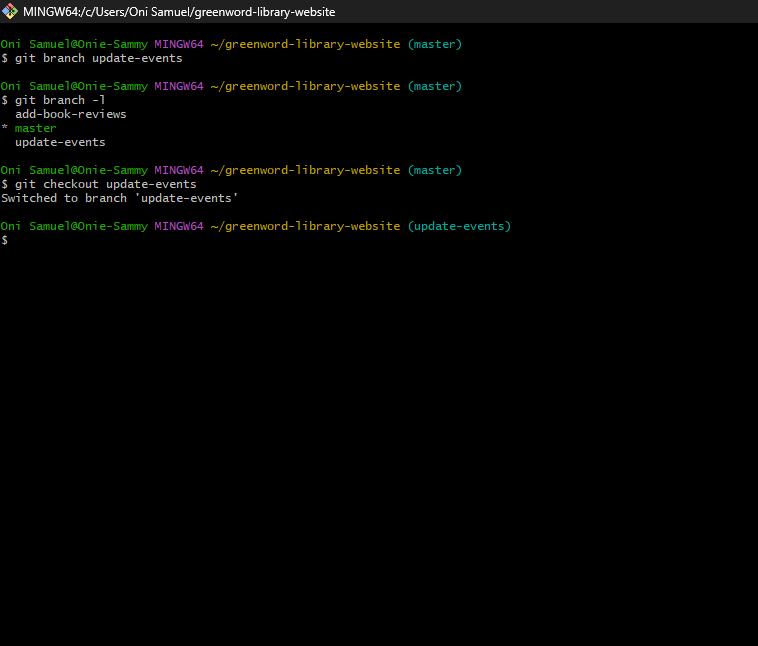 MINGW64:/c/Users/Oni Samuel/greenword-library-website
Oni Samuel@Onie-Sammy MINGW64 ~/greenword-library-website (master)
$ git branch update-events
Oni Samuel@Onie-Sammy MINGW64 ~/greenword-library-website (master)
$ git branch -l
  add-book-reviews
* master
  update-events
Oni Samuel@Onie-Sammy MINGW64 ~/greenword-library-website (master)
$ git checkout update-events
Switched to branch 'update-events'
Oni Samuel@Onie-Sammy MINGW64 ~/greenword-library-website (update-events)
$